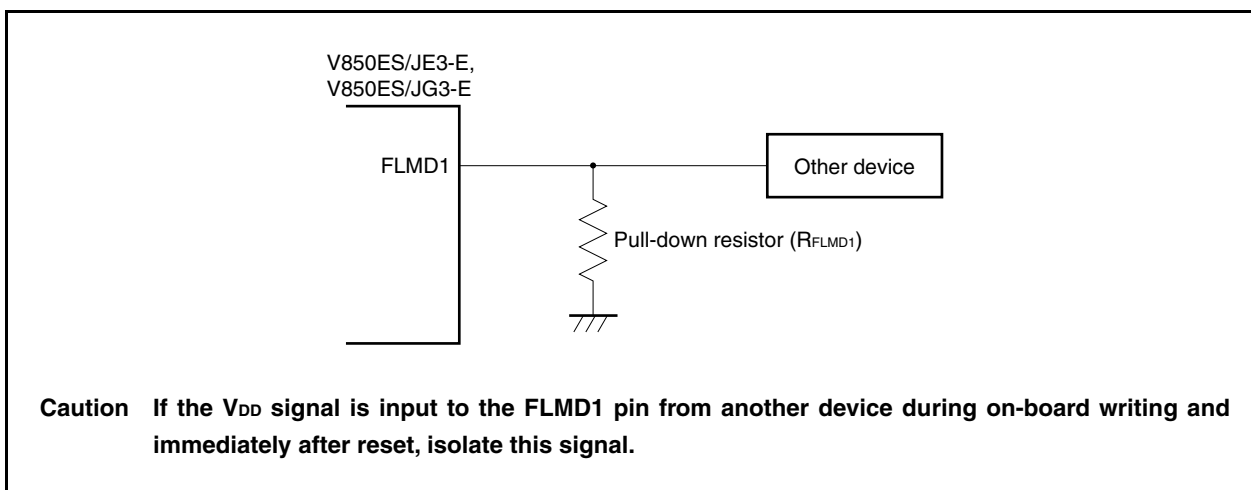 V850ES/JE3-E,
V850ES/JG3-E
FLMD1
Other device
Pull-down resistor (RFLMD1)
Caution If the VDD signal is input to the FLMD1 pin from another device during on-board writing and
immediately after reset, isolate this signal.